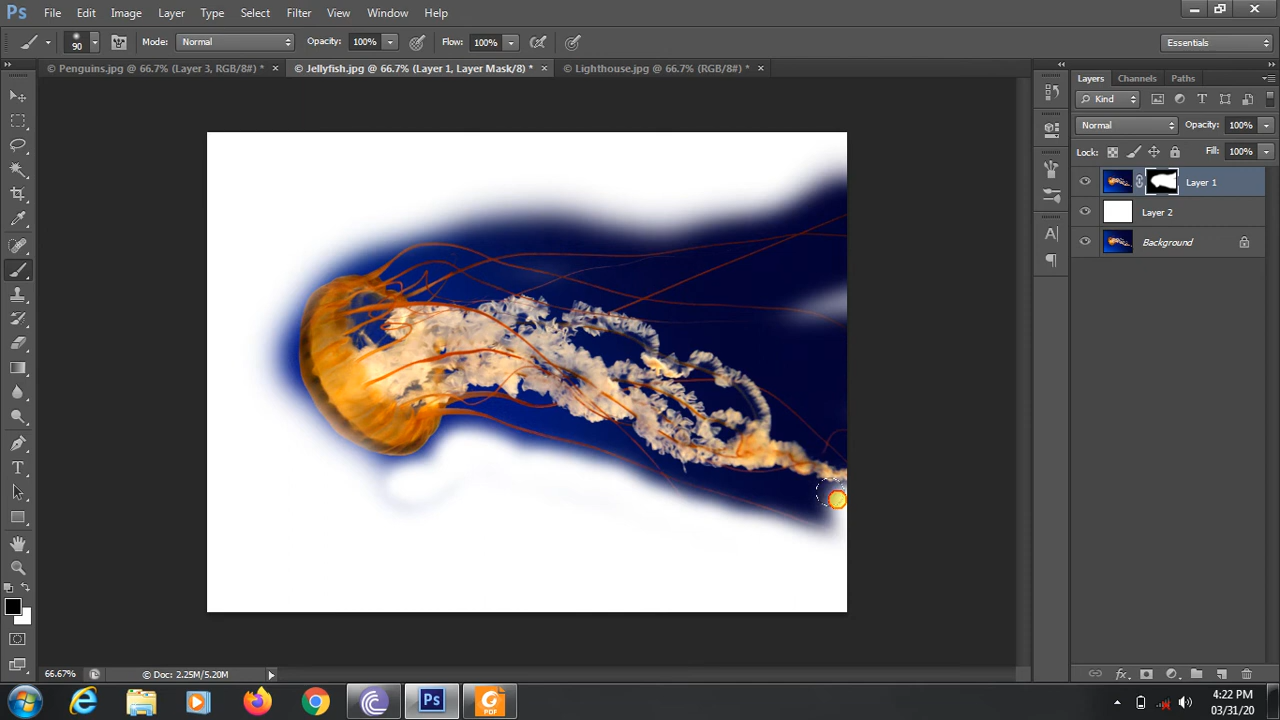 Ps File Edit Image Layer Type Select Filter View Window Help
90 Mode: Normal Opacity: 100% Flow: 100% Essentials
© Penguins.jpg @ 66.7% (Layer 3, RGB/8#) * × © Jellyfish.jpg @ 66.7% (Layer 1, Layer Mask/8) * × © Lighthouse.jpg @ 66.7% (RGB/8#) * ×
Layers Channels Paths
Kind
Normal Opacity: 100%
Lock: Fill: 100%
Layer 1
Layer 2
Background
66.67% © Doc: 2.25M/5.20M
Ps PDF 4:22 PM
03/31/20